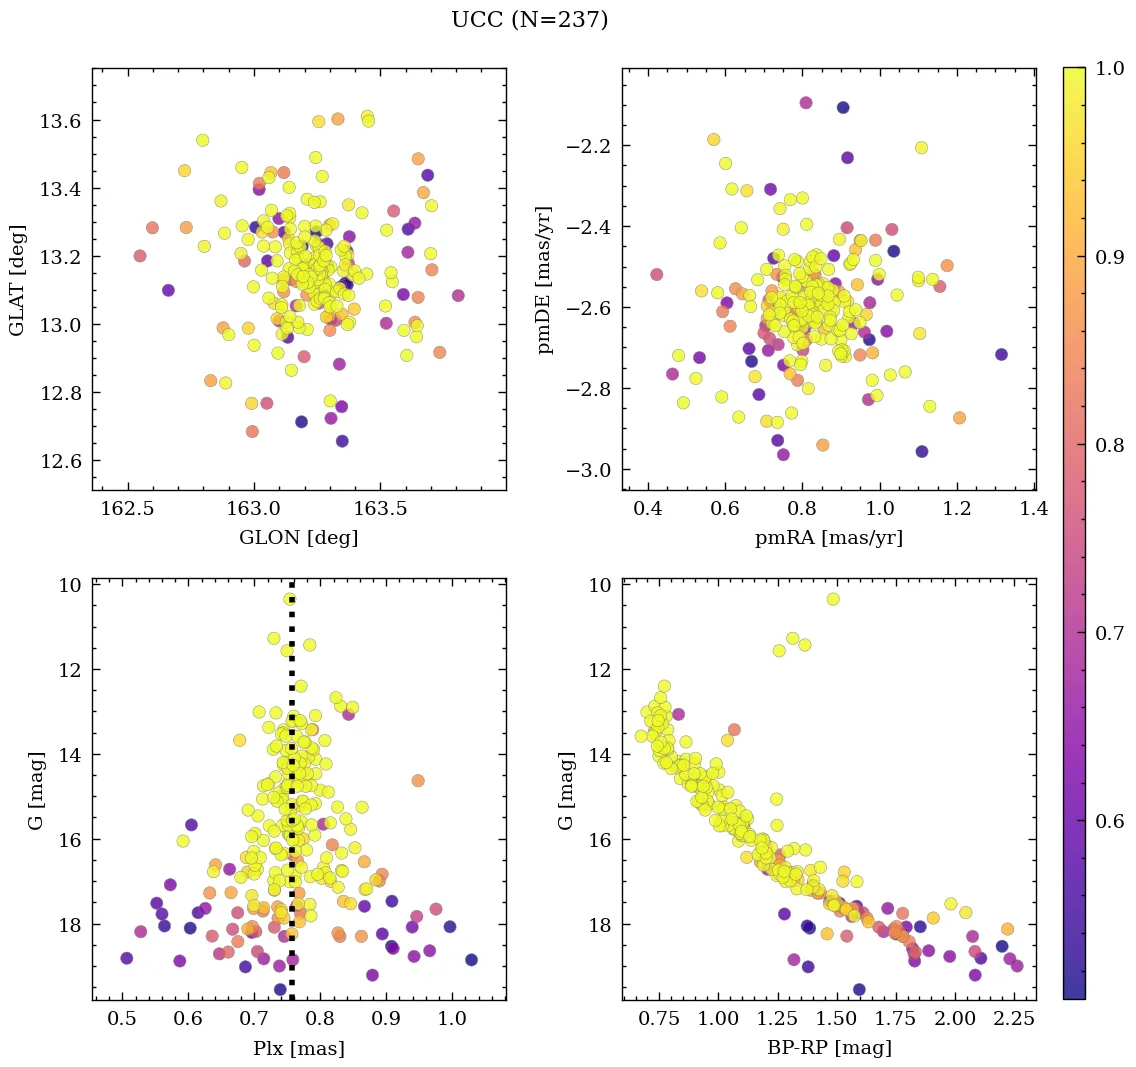 UCC (N=237)
13.6
13.4
13.2
13.0
12.8
12.6
GLAT [deg]
162.5 163.0 163.5
GLON [deg]
−2.2
−2.4
−2.6
−2.8
−3.0
pmDE [mas/yr]
0.4 0.6 0.8 1.0 1.2 1.4
pmRA [mas/yr]
10
12
14
16
18
G [mag]
0.5 0.6 0.7 0.8 0.9 1.0
Plx [mas]
10
12
14
16
18
G [mag]
0.75 1.00 1.25 1.50 1.75 2.00 2.25
BP-RP [mag]
1.0
0.9
0.8
0.7
0.6